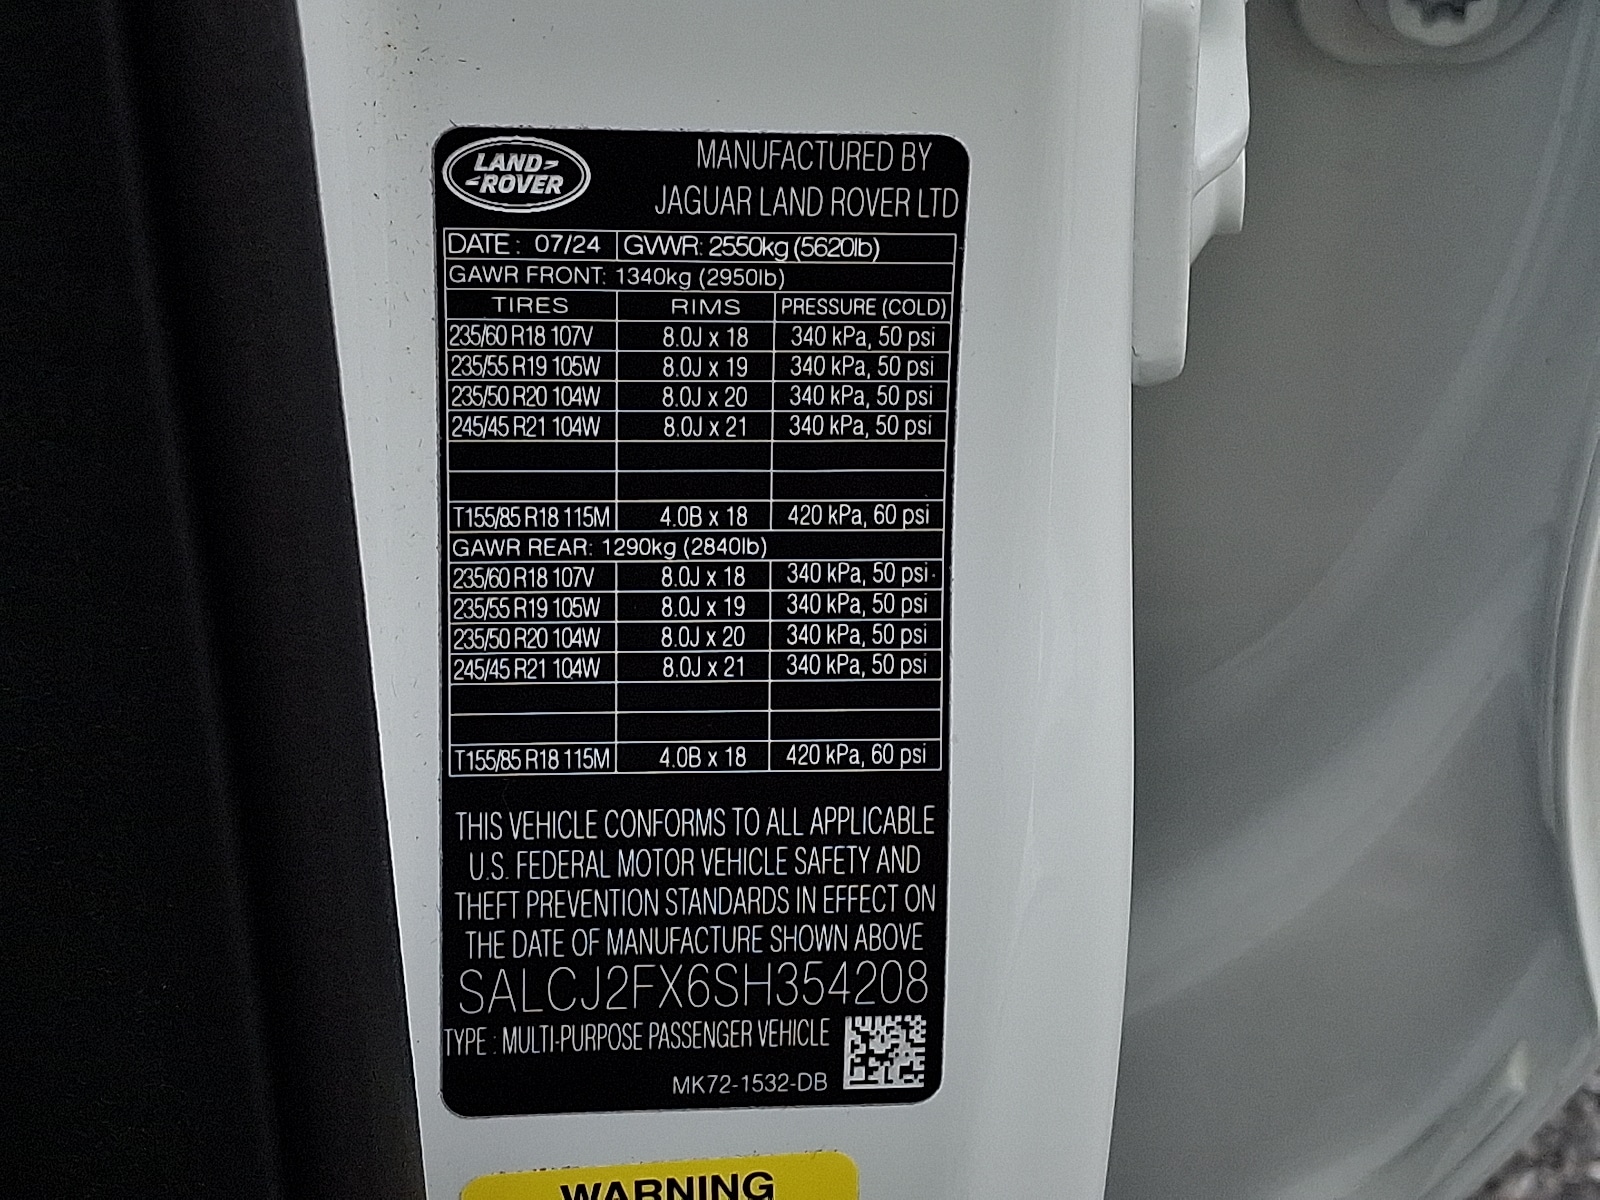 LAND-
-ROVER
MANUFACTURED BY
JAGUAR LAND ROVER LTD
DATE: 07/24 GVWR: 2550kg (5620lb)
GAWR FRONT: 1340kg (2950lb)
TIRES RIMS PRESSURE (COLD)
235/60 R18 107V 8.0J x 18 340 kPa, 50 psi
235/55 R19 105W 8.0J x 19 340 kPa, 50 psi
235/50 R20 104W 8.0J x 20 340 kPa, 50 psi
245/45 R21 104W 8.0J x 21 340 kPa, 50 psi
T155/85 R18 115M 4.0B x 18 420 kPa, 60 psi
GAWR REAR: 1290kg (2840lb)
235/60 R18 107V 8.0J x 18 340 kPa, 50 psi
235/55 R19 105W 8.0J x 19 340 kPa, 50 psi
235/50 R20 104W 8.0J x 20 340 kPa, 50 psi
245/45 R21 104W 8.0J x 21 340 kPa, 50 psi
T155/85 R18 115M 4.0B x 18 420 kPa, 60 psi
THIS VEHICLE CONFORMS TO ALL APPLICABLE
U.S. FEDERAL MOTOR VEHICLE SAFETY AND
THEFT PREVENTION STANDARDS IN EFFECT ON
THE DATE OF MANUFACTURE SHOWN ABOVE
SALCJ2FX6SH354208
TYPE : MULTI-PURPOSE PASSENGER VEHICLE
MK72-1532-DB
WARNING